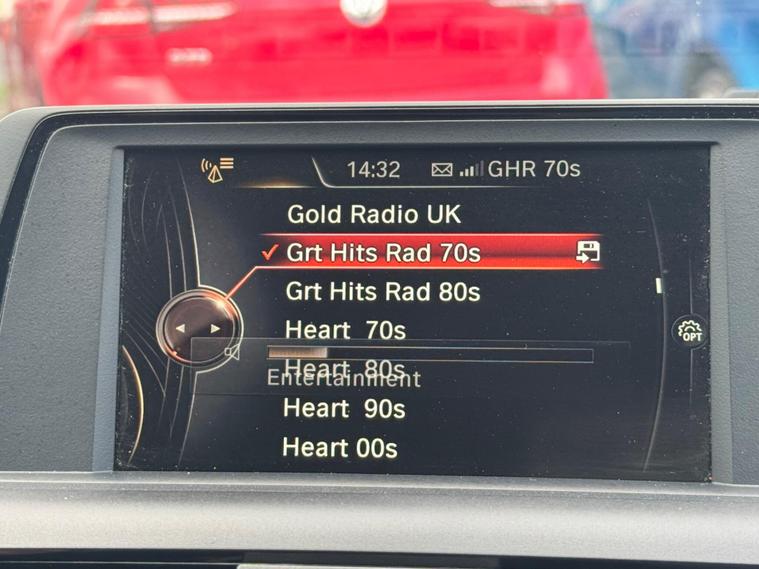 14:32 GHR 70s
Gold Radio UK
Grt Hits Rad 70s
Grt Hits Rad 80s
OPT
Heart 70s
Heart 80s
Entertainment
Heart 90s
Heart 00s